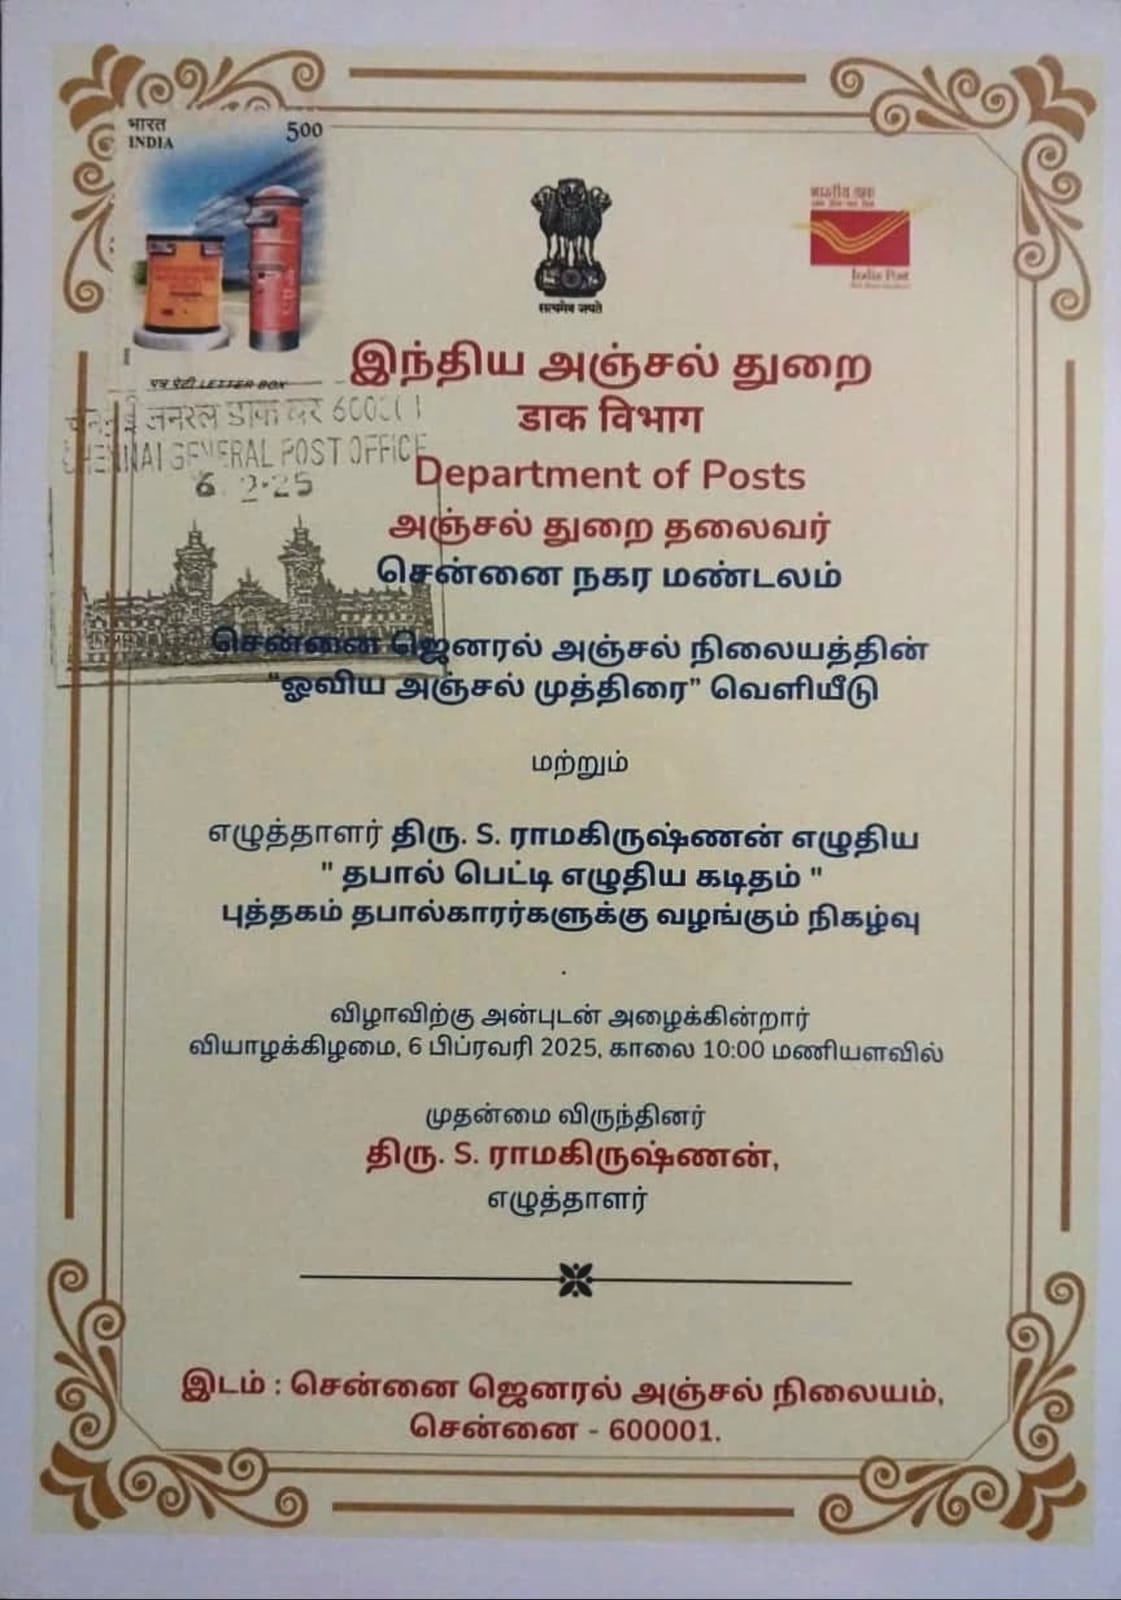 भारत
INDIA
500
सत्यमेव जयते
भारतीय डाक
India Post
पत्र पेटी LETTER BOX
जनरल डाक घर
CHENNAI GENERAL POST OFFICE
6.2.25
இந்திய அஞ்சல் துறை
डाक विभाग
Department of Posts
அஞ்சல் துறை தலைவர்
சென்னை நகர மண்டலம்
சென்னை ஜெனரல் அஞ்சல் நிலையத்தின்
"ஓவிய அஞ்சல் முத்திரை" வெளியீடு
மற்றும்
எழுத்தாளர் திரு. S. ராமகிருஷ்ணன் எழுதிய
" தபால் பெட்டி எழுதிய கடிதம் "
புத்தகம் தபால்காரர்களுக்கு வழங்கும் நிகழ்வு
.
விழாவிற்கு அன்புடன் அழைக்கின்றார்
வியாழக்கிழமை, 6 பிப்ரவரி 2025, காலை 10:00 மணியளவில்
முதன்மை விருந்தினர்
திரு. S. ராமகிருஷ்ணன்,
எழுத்தாளர்
இடம் : சென்னை ஜெனரல் அஞ்சல் நிலையம்,
சென்னை - 600001.